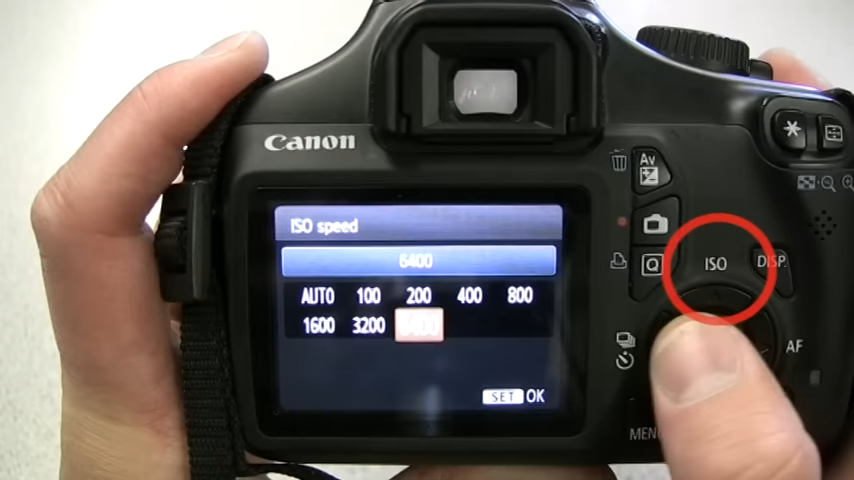 Canon
Av
ISO speed
6400
AUTO 100 200 400 800
1600 3200 6400
SET OK
Q
ISO
DISP.
AF
MENU